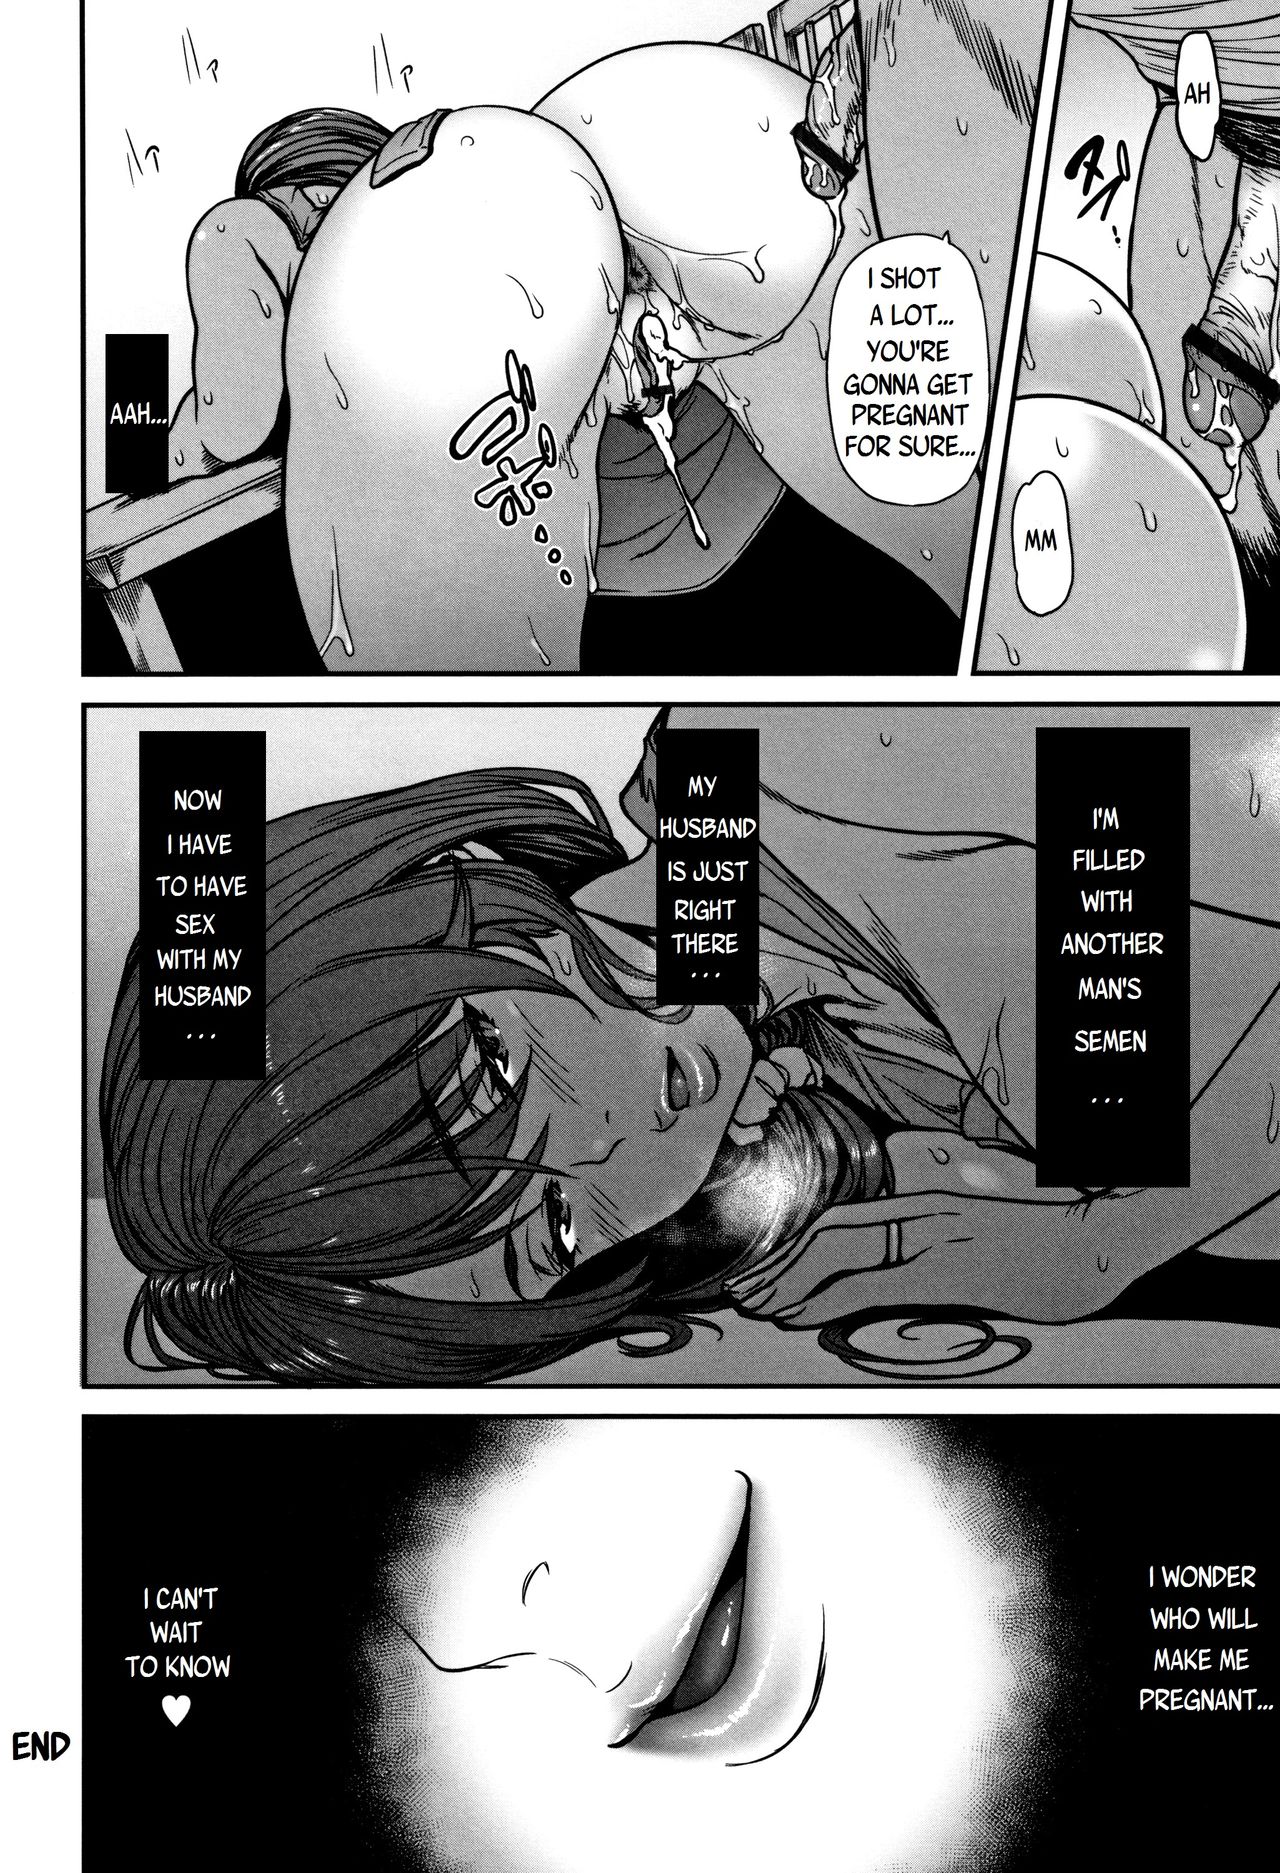 AH
MM
I SHOT
A LOT...
YOU'RE
GONNA GET
PREGNANT
FOR SURE...
AAH...
I'M
FILLED
WITH
ANOTHER
MAN'S
SEMEN
...
MY
HUSBAND
IS JUST
RIGHT
THERE
...
NOW
I HAVE
TO HAVE
SEX
WITH MY
HUSBAND
...
I WONDER
WHO WILL
MAKE ME
PREGNANT...
I CAN'T
WAIT
TO KNOW
♥
END